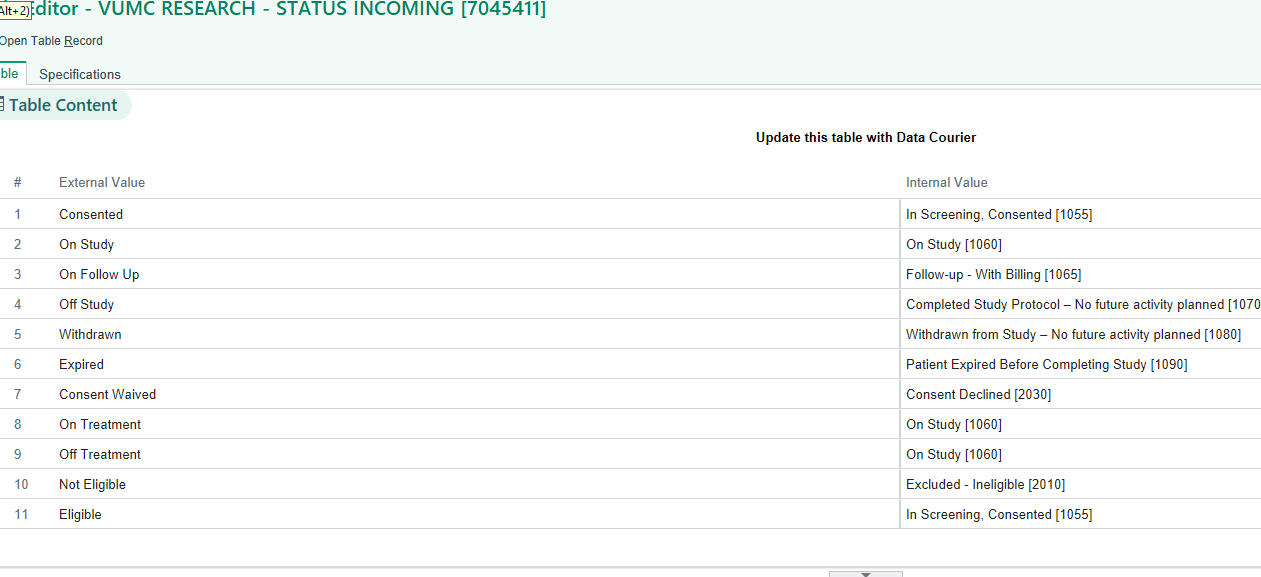 Alt+2)
ditor - VUMC RESEARCH - STATUS INCOMING [7045411]
Open Table Record
ble Specifications
Table Content
Update this table with Data Courier
# External Value Internal Value
1 Consented In Screening, Consented [1055]
2 On Study On Study [1060]
3 On Follow Up Follow-up - With Billing [1065]
4 Off Study Completed Study Protocol – No future activity planned [1070
5 Withdrawn Withdrawn from Study – No future activity planned [1080]
6 Expired Patient Expired Before Completing Study [1090]
7 Consent Waived Consent Declined [2030]
8 On Treatment On Study [1060]
9 Off Treatment On Study [1060]
10 Not Eligible Excluded - Ineligible [2010]
11 Eligible In Screening, Consented [1055]